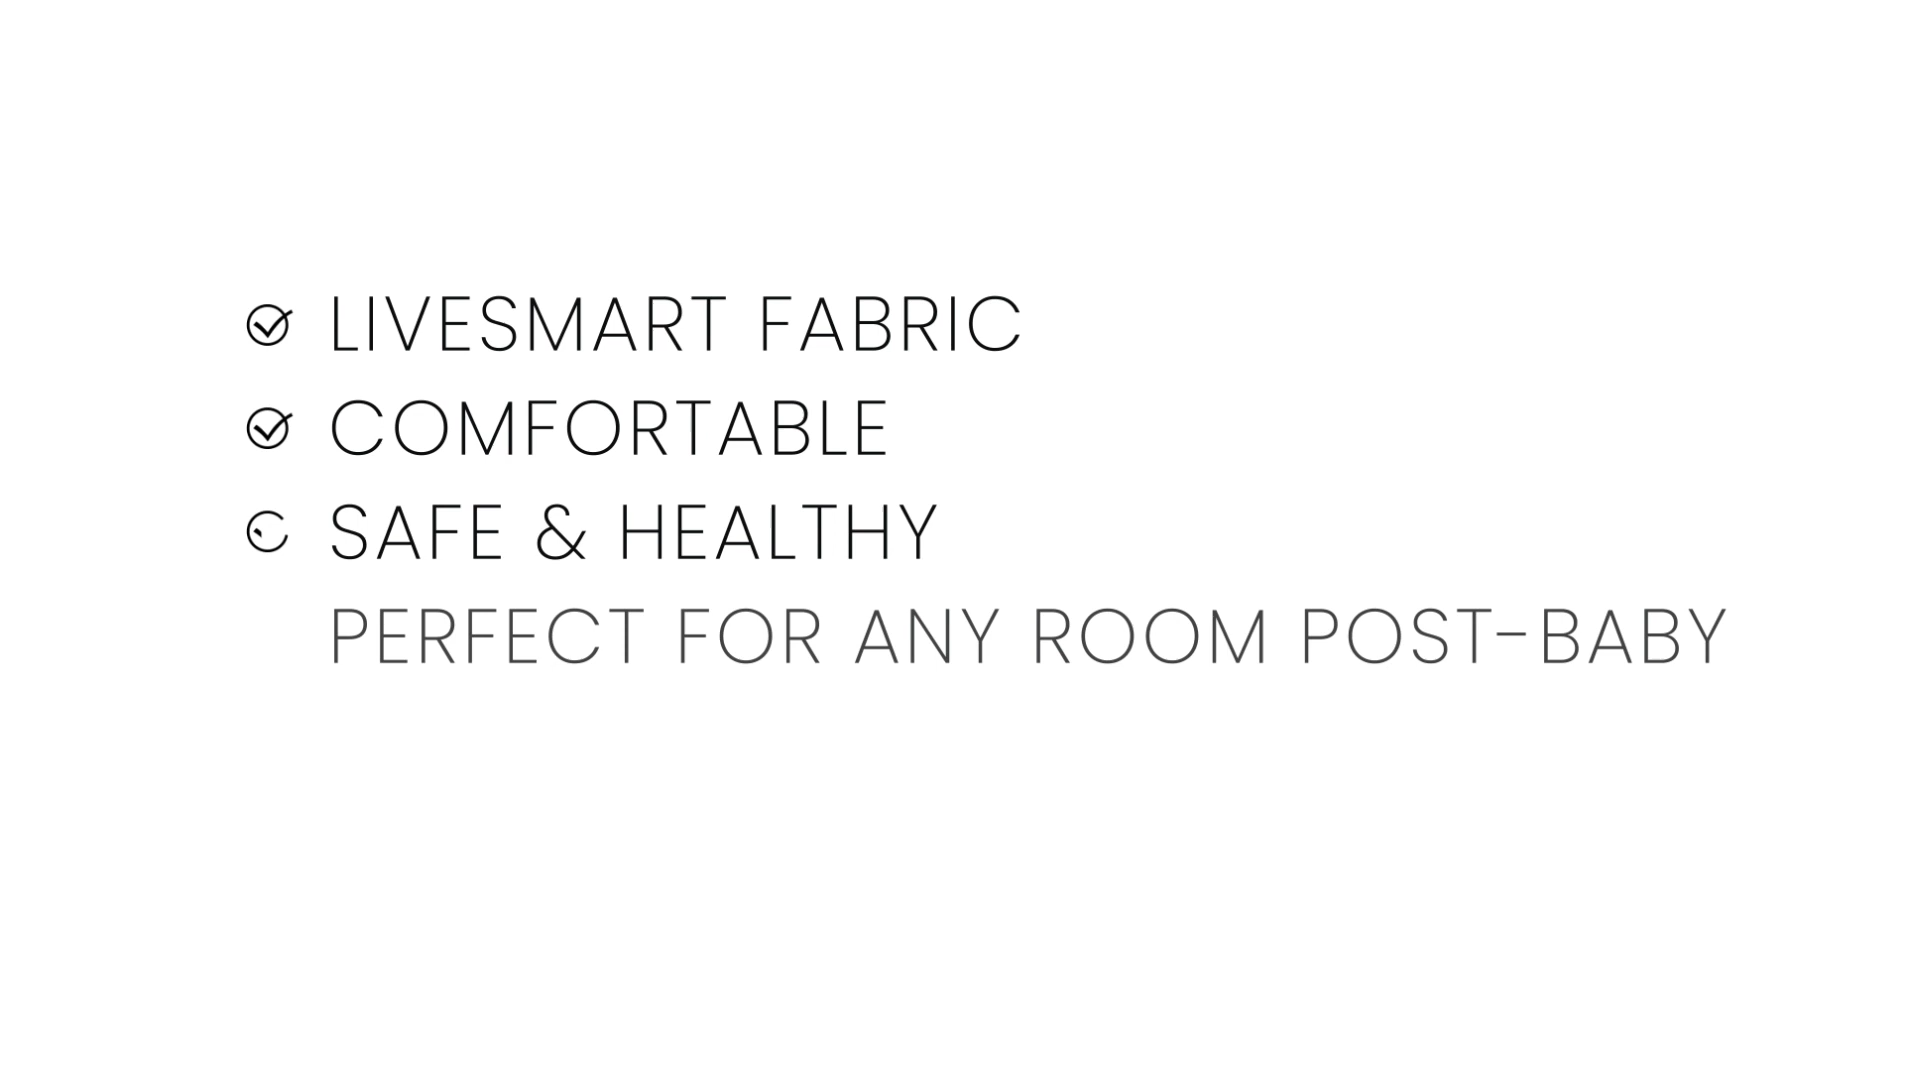 LIVESMART FABRIC
COMFORTABLE
SAFE & HEALTHY
PERFECT FOR ANY ROOM POST-BABY